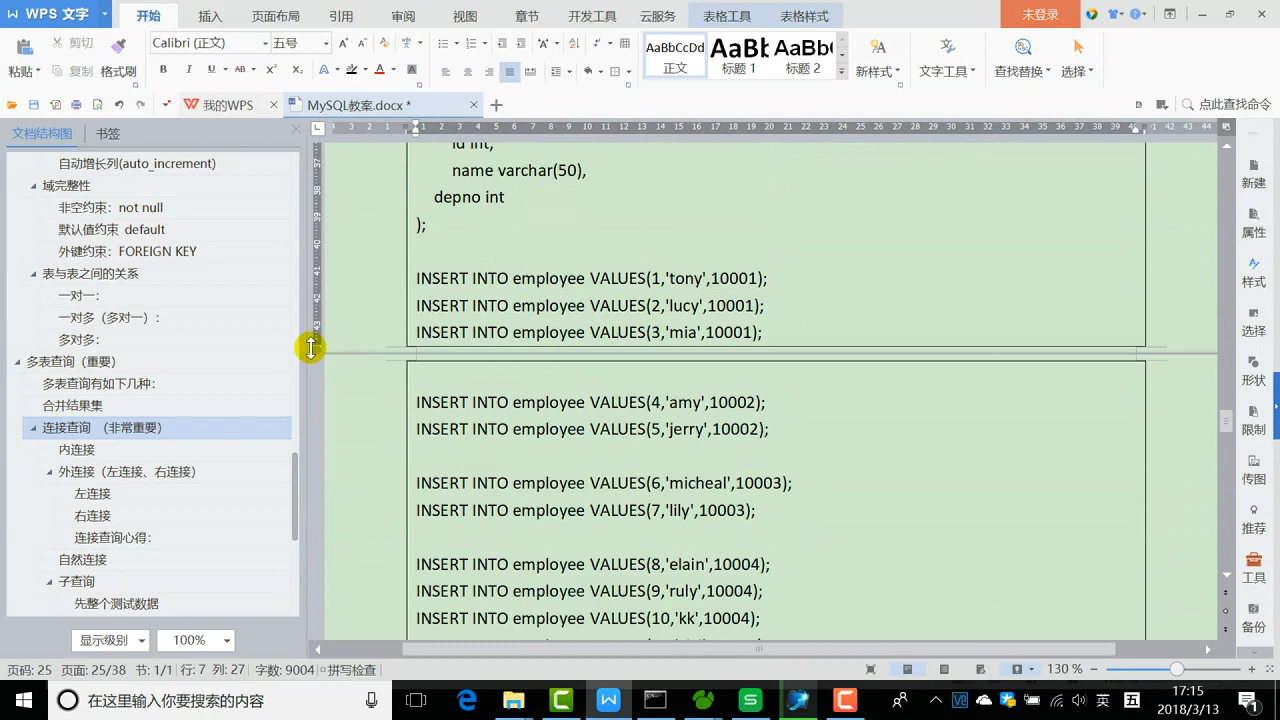 WPS 文字
开始
插入
页面布局
引用
审阅
视图
章节
开发工具
云服务
表格工具
表格样式
未登录
粘贴
剪切
复制
格式刷
Calibri (正文)
五号
AaBbCcDd
正文
AaBb
标题 1
AaBbC
标题 2
新样式
文字工具
查找替换
选择
我的WPS
MySQL教案.docx *
点此查找命令
文档结构图
书签
自动增长列(auto_increment)
域完整性
非空约束：not null
默认值约束 default
外键约束：FOREIGN KEY
表与表之间的关系
一对一：
一对多（多对一）：
多对多：
多表查询（重要）
多表查询有如下几种：
合并结果集
连接查询 （非常重要）
内连接
外连接（左连接、右连接）
左连接
右连接
连接查询心得：
自然连接
子查询
先整个测试数据
显示级别
100%
id int,
name varchar(50),
depno int
);
INSERT INTO employee VALUES(1,'tony',10001);
INSERT INTO employee VALUES(2,'lucy',10001);
INSERT INTO employee VALUES(3,'mia',10001);
INSERT INTO employee VALUES(4,'amy',10002);
INSERT INTO employee VALUES(5,'jerry',10002);
INSERT INTO employee VALUES(6,'micheal',10003);
INSERT INTO employee VALUES(7,'lily',10003);
INSERT INTO employee VALUES(8,'elain',10004);
INSERT INTO employee VALUES(9,'ruly',10004);
INSERT INTO employee VALUES(10,'kk',10004);
新建
属性
样式
选择
形状
限制
传图
推荐
工具
备份
页码: 25 页面: 25/38 节: 1/1 行: 7 列: 27 字数: 9004 拼写检查
130 %
在这里输入你要搜索的内容
英
五
17:15
2018/3/13